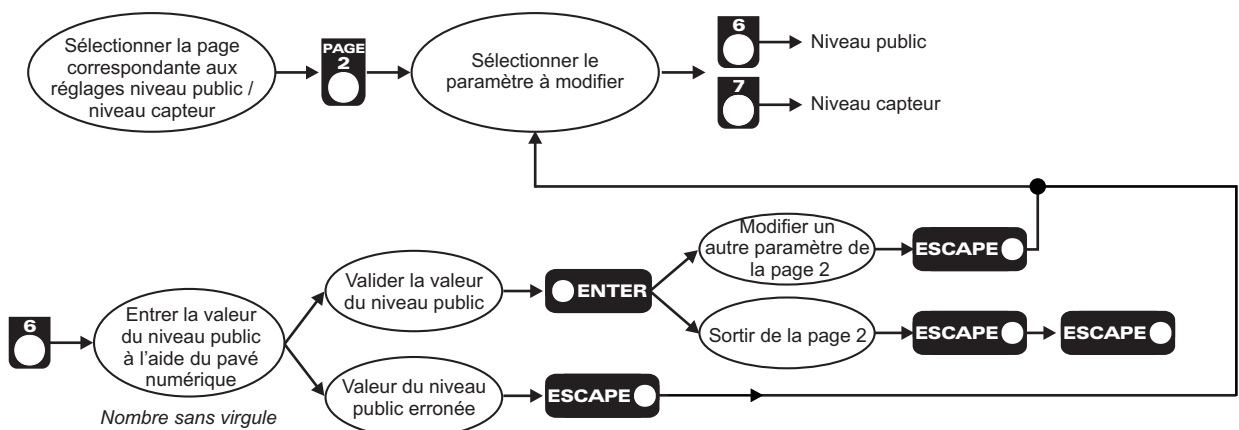 Sélectionner la page
correspondante aux
réglages niveau public /
niveau capteur
PAGE
2
Sélectionner le
paramètre à modifier
6
Niveau public
7
Niveau capteur
6
Entrer la valeur
du niveau public
à l'aide du pavé
numérique
Nombre sans virgule
Valider la valeur
du niveau public
ENTER
Modifier un
autre paramètre de
la page 2
ESCAPE
Sortir de la page 2
ESCAPE
ESCAPE
Valeur du niveau
public erronée
ESCAPE